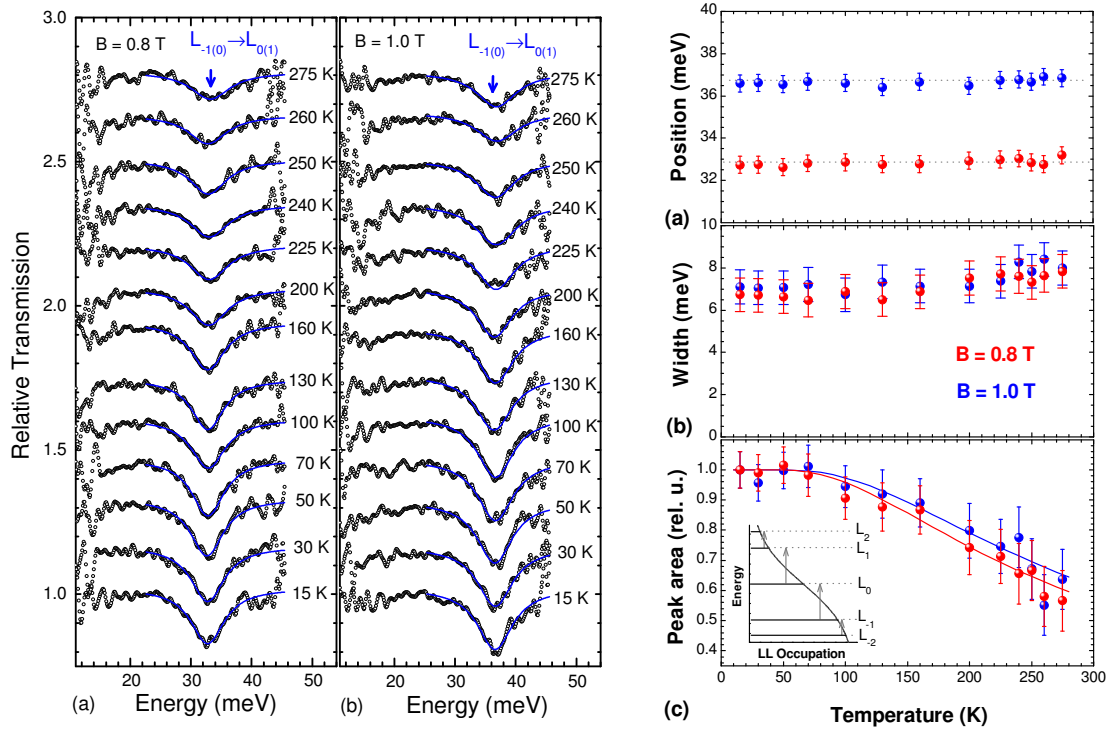 3.0
2.5
2.0
1.5
1.0
Relative Transmission
B = 0.8 T
L-1(0)→L0(1)
275 K
260 K
250 K
240 K
225 K
200 K
160 K
130 K
100 K
70 K
50 K
30 K
15 K
20 30 40
(a) Energy (meV)
B = 1.0 T
L-1(0)→L0(1)
275 K
260 K
250 K
240 K
225 K
200 K
160 K
130 K
100 K
70 K
50 K
30 K
15 K
20 30 40 50
(b) Energy (meV)
40
38
36
34
32
Position (meV)
(a)
10
8
6
4
2
0
Width (meV)
B = 0.8 T
B = 1.0 T
(b)
1.0
0.9
0.8
0.7
0.6
0.5
0.4
Peak area (rel. u.)
Energy
L2
L1
L0
L-1
L-2
LL Occupation
0 50 100 150 200 250 300
(c) Temperature (K)